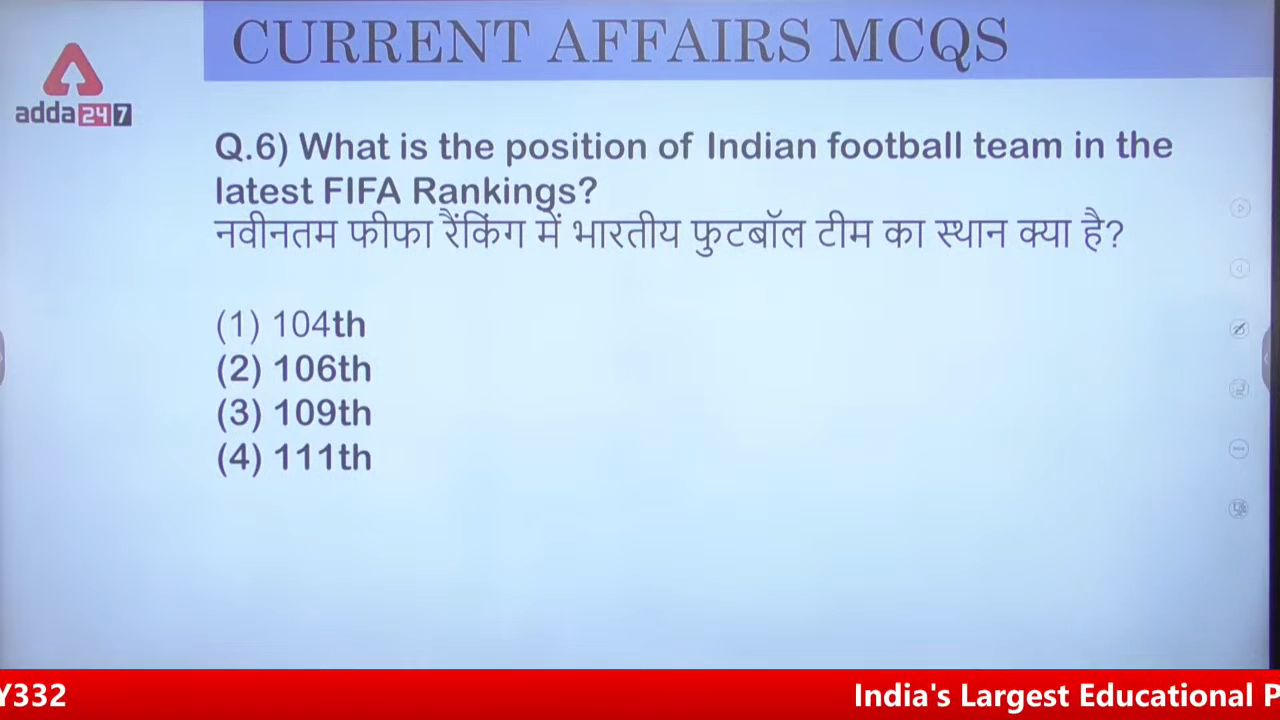 CURRENT AFFAIRS MCQS
adda247
Q.6) What is the position of Indian football team in the
latest FIFA Rankings?
नवीनतम फीफा रैंकिंग में भारतीय फुटबॉल टीम का स्थान क्या है?
(1) 104th
(2) 106th
(3) 109th
(4) 111th
Y332
India's Largest Educational P